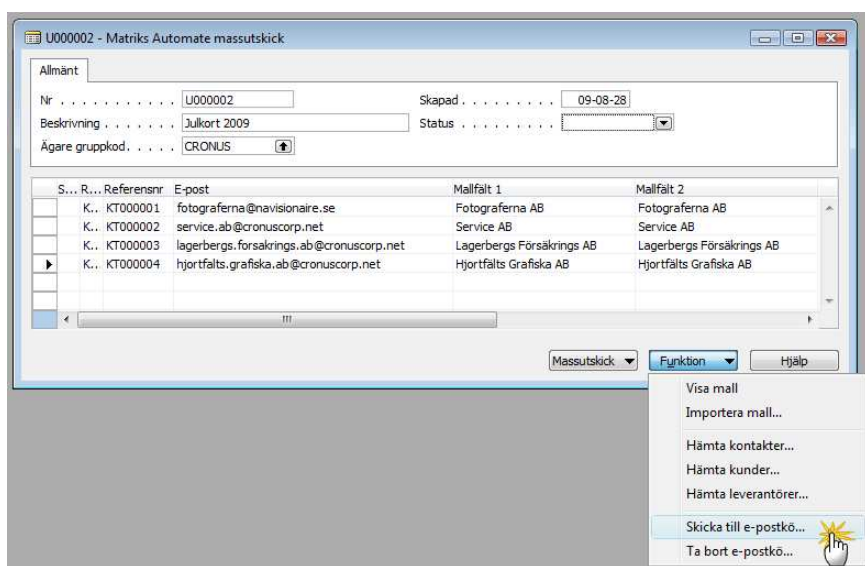 U000002 - Matriks Automate massutskick
Allmänt
Nr . . . . . . . . . . . U000002 Skapad . . . . . . . . . 09-08-28
Beskrivning . . . . . . . Julkort 2009 Status . . . . . . . . .
Ägare gruppkod. . . . . CRONUS
S... R... Referensnr E-post Mallfält 1 Mallfält 2
K.. KT000001 fotograferna@navisionaire.se Fotograferna AB Fotograferna AB
K.. KT000002 service.ab@cronuscorp.net Service AB Service AB
K.. KT000003 lagerbergs.forsakrings.ab@cronuscorp.net Lagerbergs Försäkrings AB Lagerbergs Försäkrings AB
K.. KT000004 hjortfalts.grafiska.ab@cronuscorp.net Hjortfälts Grafiska AB Hjortfälts Grafiska AB
Massutskick Funktion Hjälp
Visa mall
Importera mall...
Hämta kontakter...
Hämta kunder...
Hämta leverantörer...
Skicka till e-postkö...
Ta bort e-postkö...